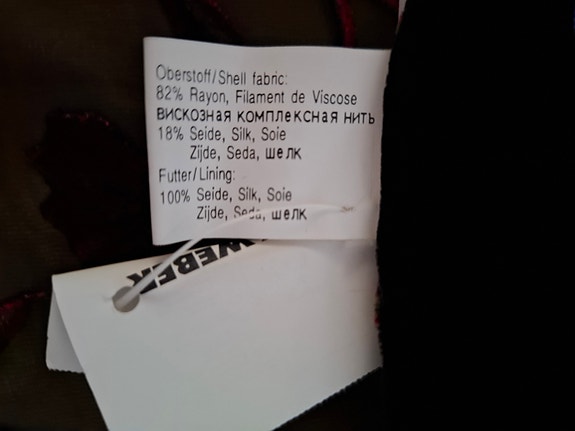 Oberstoff/Shell fabric:
82% Rayon, Filament de Viscose
вискозная комплексная нить
18% Seide, Silk, Soie
Zijde, Seda, шелк
Futter/Lining:
100% Seide, Silk, Soie
Zijde, Seda, шелк